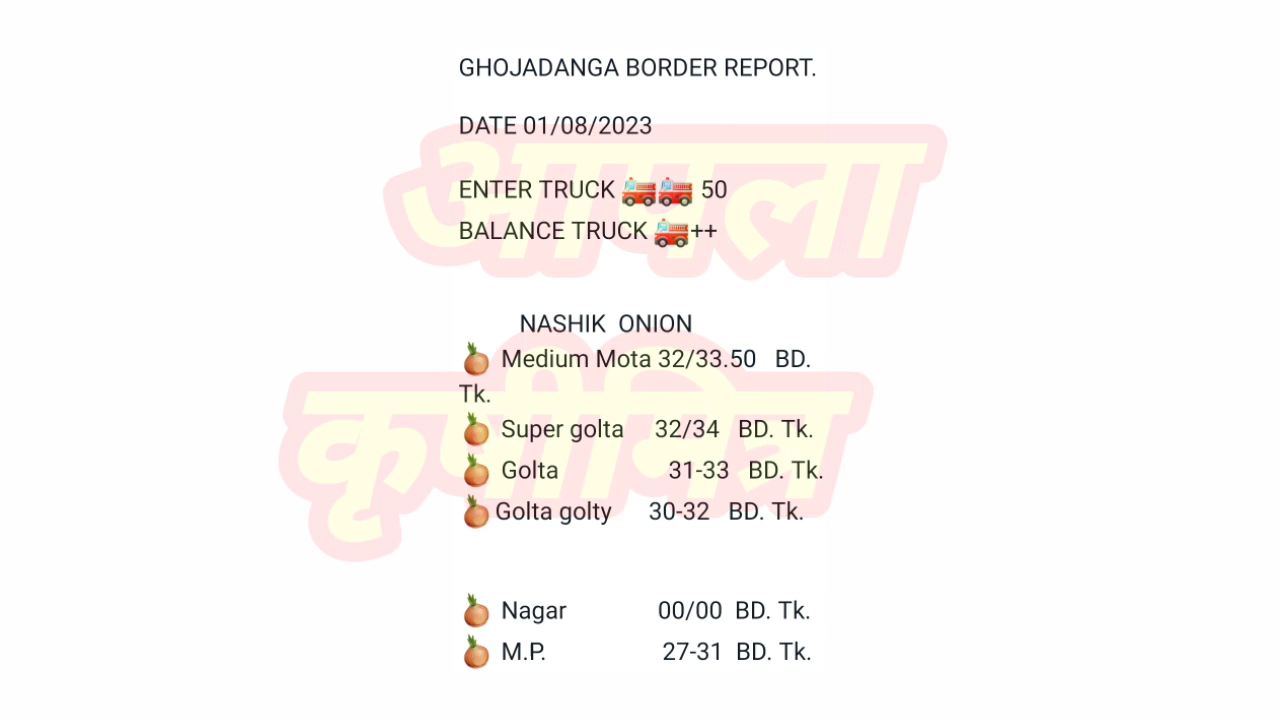 GHOJADANGA BORDER REPORT.
DATE 01/08/2023
आपला
ENTER TRUCK 🚒🚒 50
BALANCE TRUCK 🚒++
NASHIK ONION
🧅 Medium Mota 32/33.50 BD.
Tk.
कृषीमित्र
🧅 Super golta 32/34 BD. Tk.
🧅 Golta 31-33 BD. Tk.
🧅 Golta golty 30-32 BD. Tk.
🧅 Nagar 00/00 BD. Tk.
🧅 M.P. 27-31 BD. Tk.